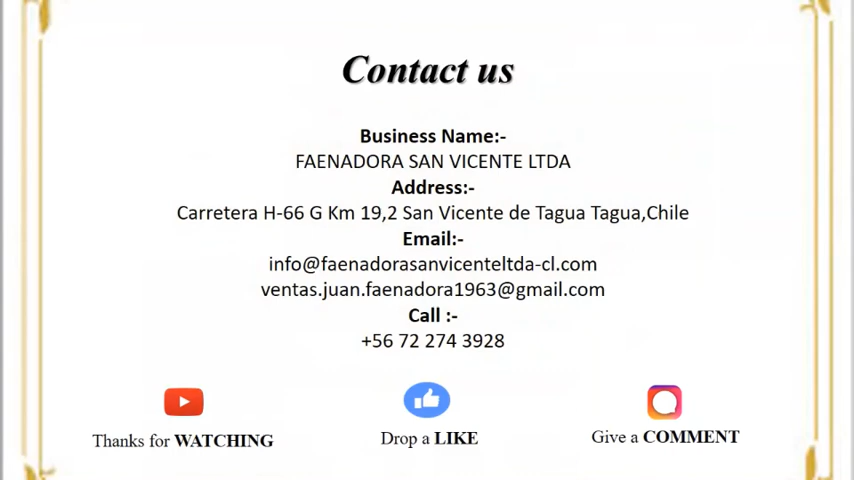 Contact us
Business Name:-
FAENADORA SAN VICENTE LTDA
Address:-
Carretera H-66 G Km 19,2 San Vicente de Tagua Tagua,Chile
Email:-
info@faenadorasanvicenteltda-cl.com
ventas.juan.faenadora1963@gmail.com
Call :-
+56 72 274 3928
Thanks for WATCHING
Drop a LIKE
Give a COMMENT